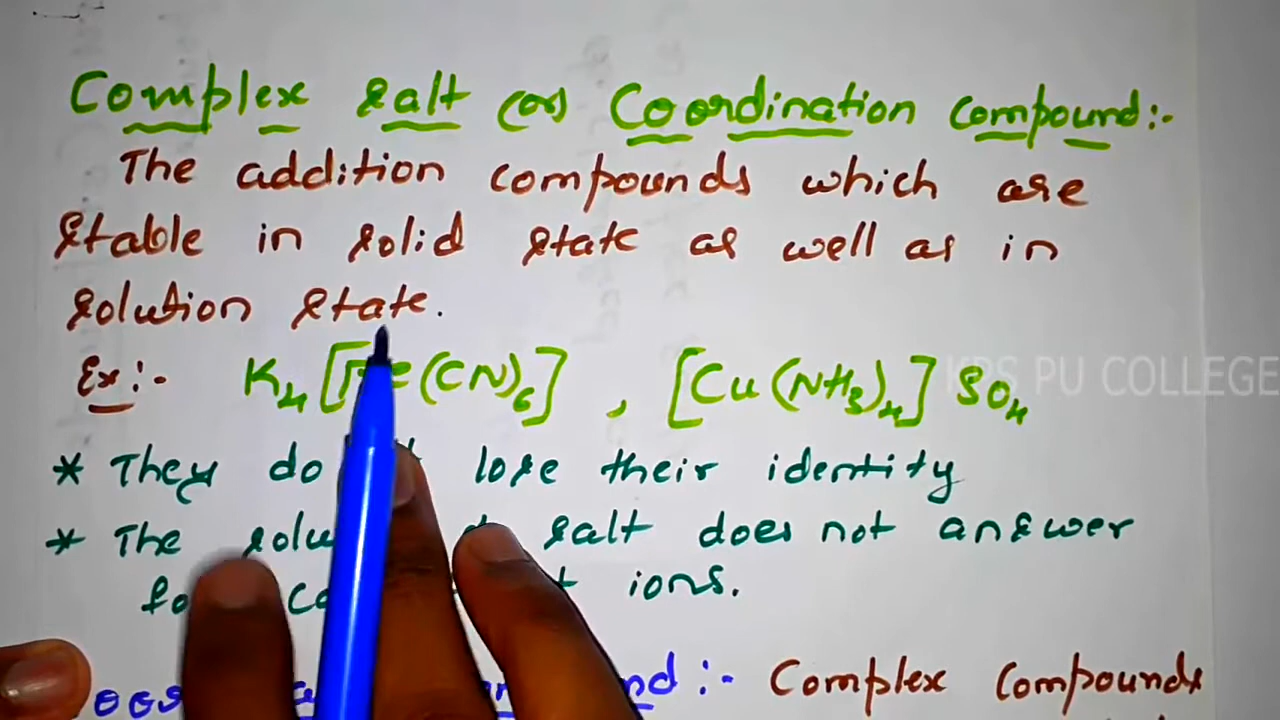 Complex salt (or) Coordination compound:-
The addition compounds which are
stable in solid state as well as in
solution state.
Ex:- K₄[Fe(CN)₆] , [Cu(NH₃)₄] SO₄
KPS PU COLLEGE
* They do lose their identity
* The salt does not answer
ions.
:- Complex compounds